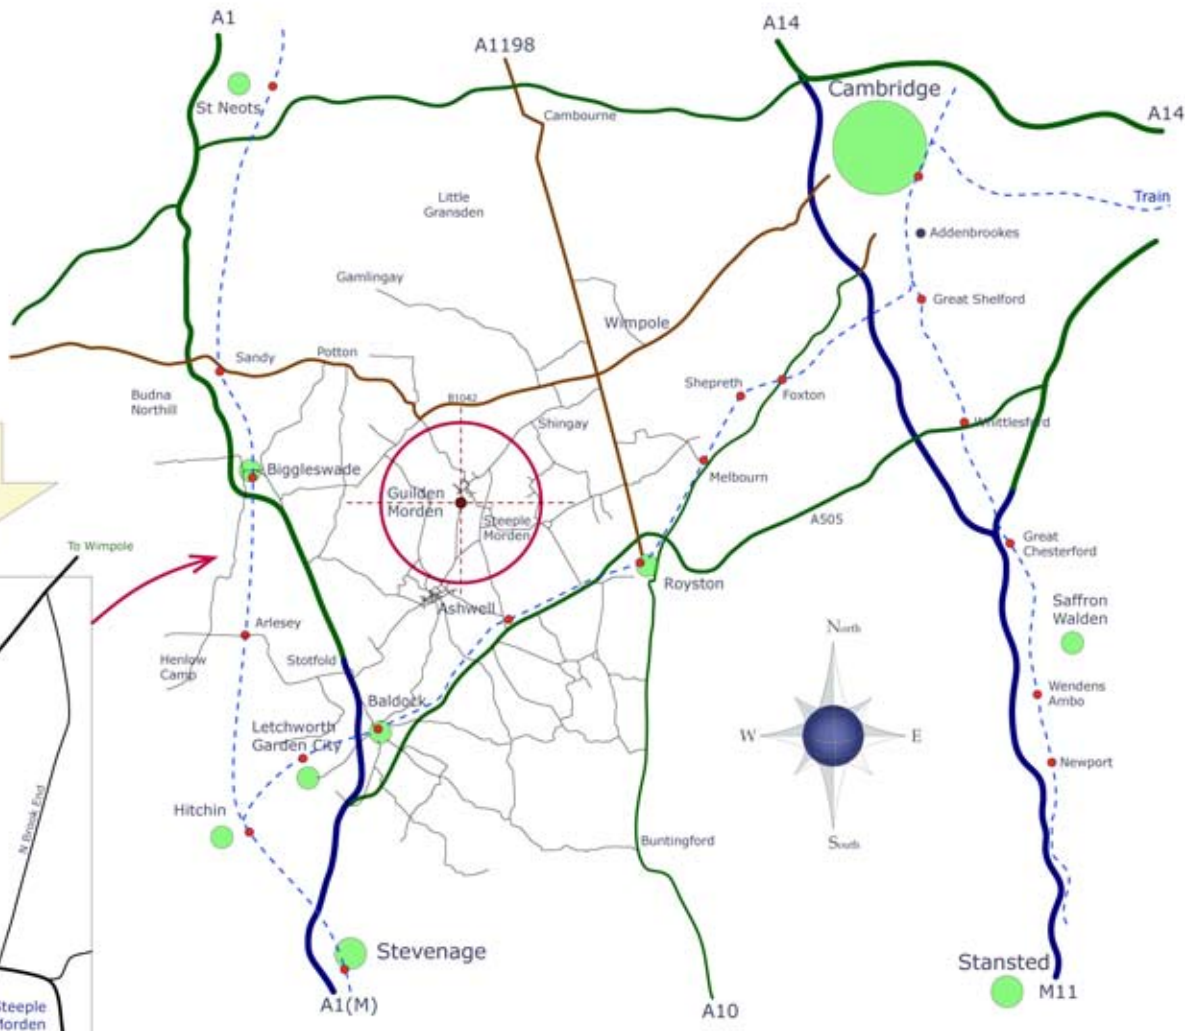 A1
A14
A1198
St Neots
Cambourne
Cambridge
A14
Little
Gransden
Train
Addenbrookes
Gamlingay
Great Shelford
Wimpole
Sandy
Potton
Budna
Northill
Shepreth
Foxton
B1042
Shingay
Whittlesford
Biggleswade
Melbourn
Guilden
Morden
Steeple
Morden
A505
To Wimpole
Great
Chesterford
Royston
Ashwell
Saffron
Walden
Arlesey
North
Henlow
Camp
Stotfold
Wendens
Ambo
Baldock
Letchworth
Garden City
W
E
Newport
N Brook End
Hitchin
Buntingford
South
Stevenage
Stansted
M11
A1(M)
A10
Steeple
Morden